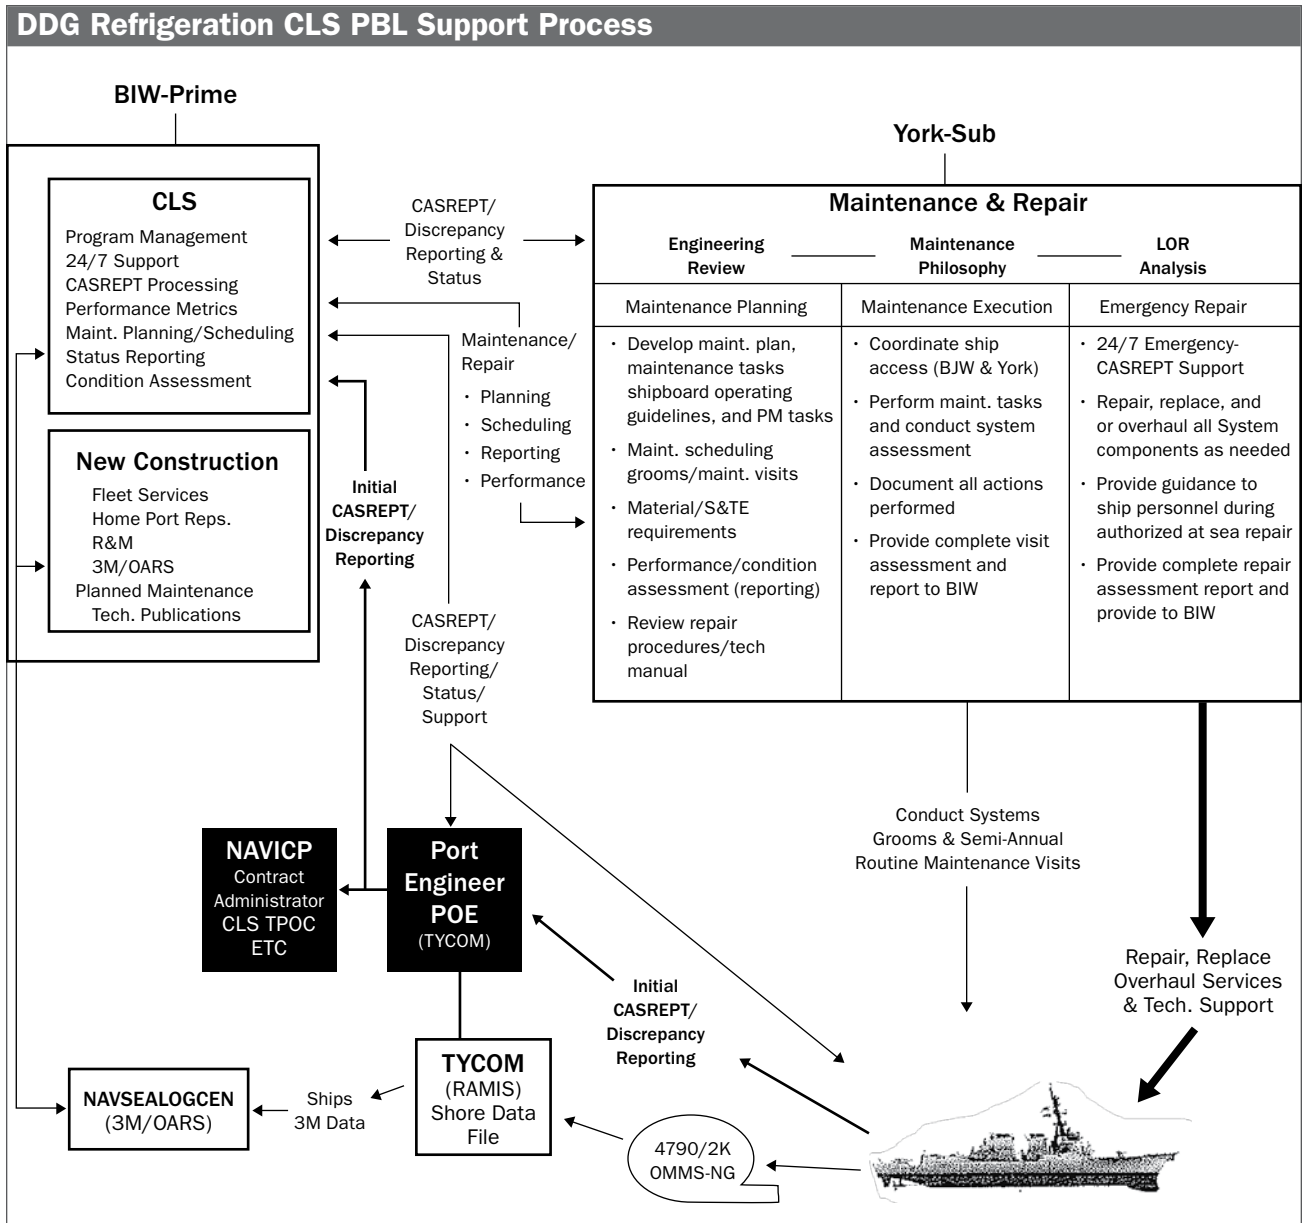 DDG Refrigeration CLS PBL Support Process
BIW-Prime
CLS
Program Management
24/7 Support
CASREPT Processing
Performance Metrics
Maint. Planning/Scheduling
Status Reporting
Condition Assessment
New Construction
Fleet Services
Home Port Reps.
R&M
3M/OARS
Planned Maintenance
Tech. Publications
CASREPT/
Discrepancy
Reporting &
Status
Maintenance/
Repair
· Planning
· Scheduling
· Reporting
· Performance
Initial
CASREPT/
Discrepancy
Reporting
CASREPT/
Discrepancy
Reporting/
Status/
Support
York-Sub
Maintenance & Repair
Engineering
Review
Maintenance
Philosophy
LOR
Analysis
Maintenance Planning
Maintenance Execution
Emergency Repair
· Develop maint. plan,
maintenance tasks
shipboard operating
guidelines, and PM tasks
· Maint. scheduling
grooms/maint. visits
· Material/S&TE
requirements
· Performance/condition
assessment (reporting)
· Review repair
procedures/tech
manual
· Coordinate ship
access (BJW & York)
· Perform maint. tasks
and conduct system
assessment
· Document all actions
performed
· Provide complete visit
assessment and
report to BIW
· 24/7 Emergency-
CASREPT Support
· Repair, replace, and
or overhaul all System
components as needed
· Provide guidance to
ship personnel during
authorized at sea repair
· Provide complete repair
assessment report and
provide to BIW
NAVICP
Contract
Administrator
CLS TPOC
ETC
Port
Engineer
POE
(TYCOM)
Conduct Systems
Grooms & Semi-Annual
Routine Maintenance Visits
Repair, Replace
Overhaul Services
& Tech. Support
Initial
CASREPT/
Discrepancy
Reporting
NAVSEALOGCEN
(3M/OARS)
Ships
3M Data
TYCOM
(RAMIS)
Shore Data
File
4790/2K
OMMS-NG